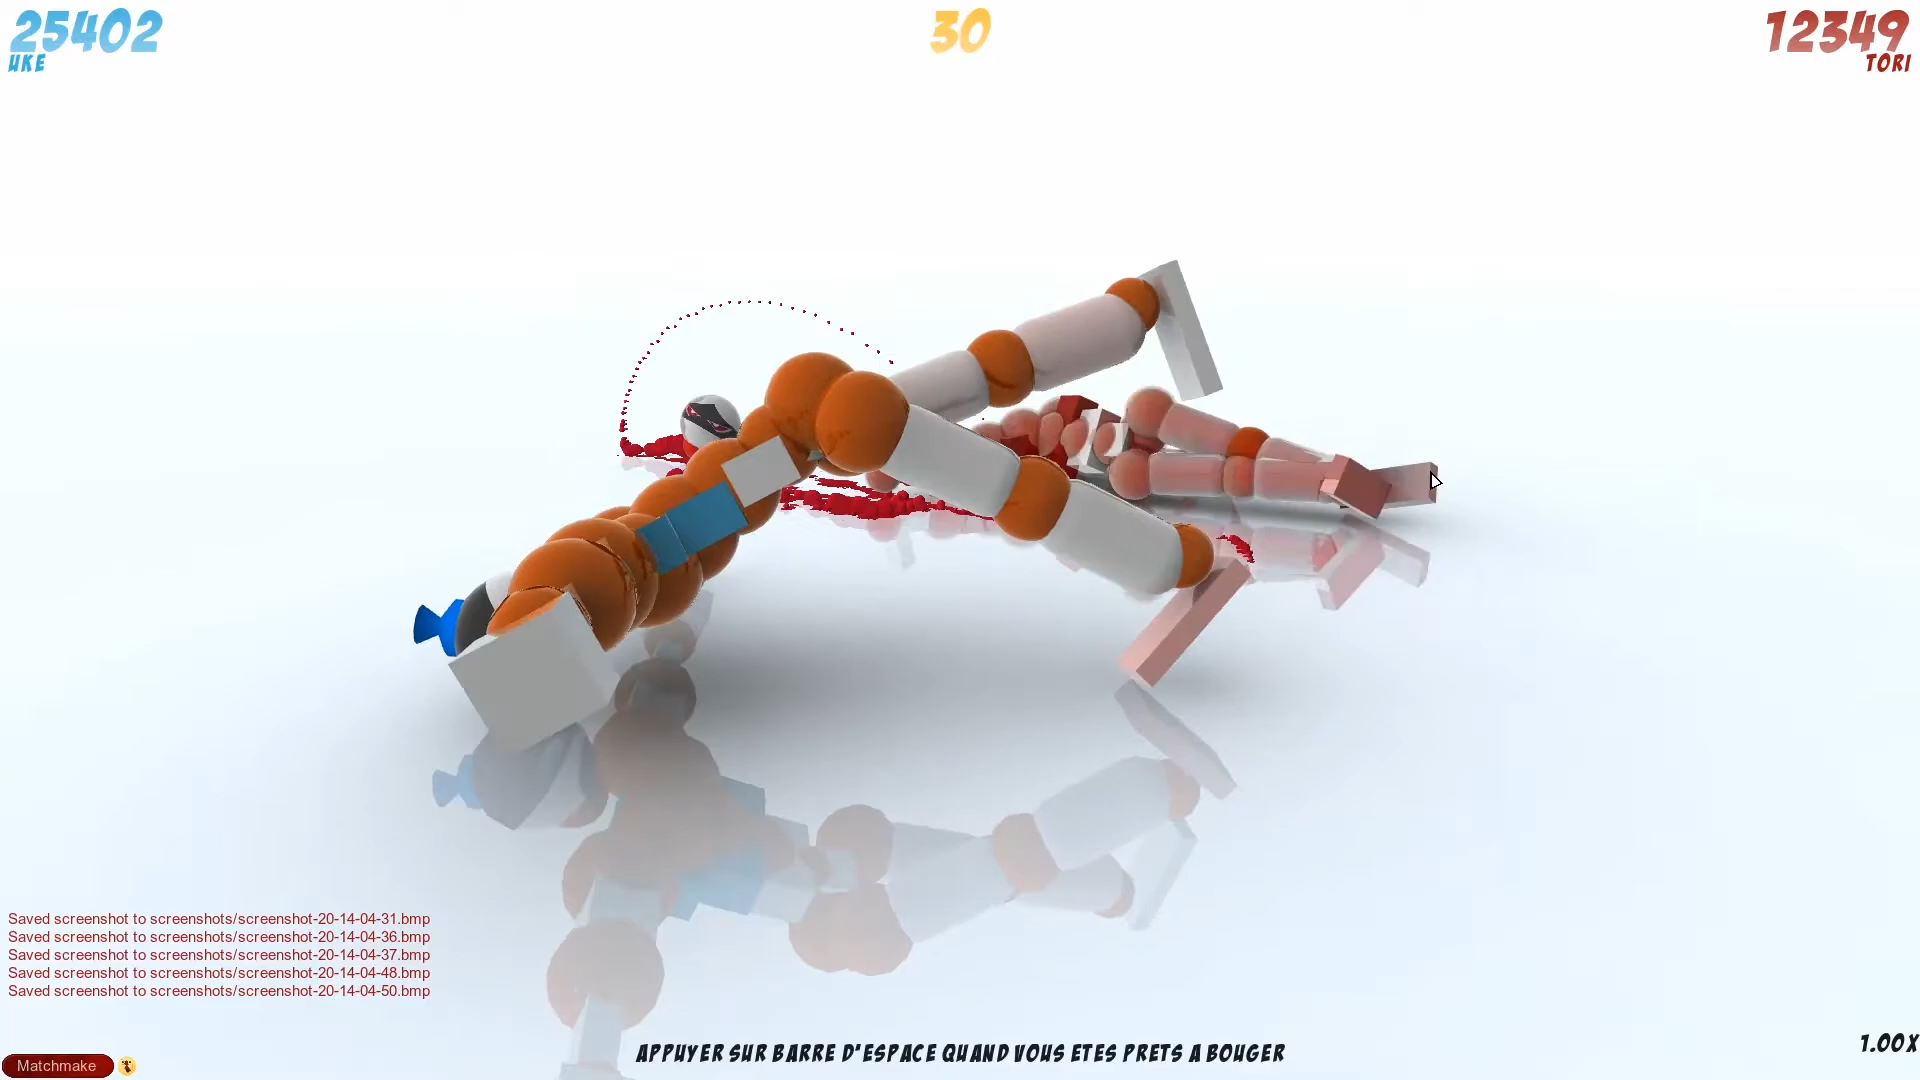 25402
UKE
30
12349
TORI
Saved screenshot to screenshots/screenshot-20-14-04-31.bmp
Saved screenshot to screenshots/screenshot-20-14-04-36.bmp
Saved screenshot to screenshots/screenshot-20-14-04-37.bmp
Saved screenshot to screenshots/screenshot-20-14-04-48.bmp
Saved screenshot to screenshots/screenshot-20-14-04-50.bmp
APPUYER SUR BARRE D'ESPACE QUAND VOUS ETES PRETS A BOUGER
1.00X
Matchmake